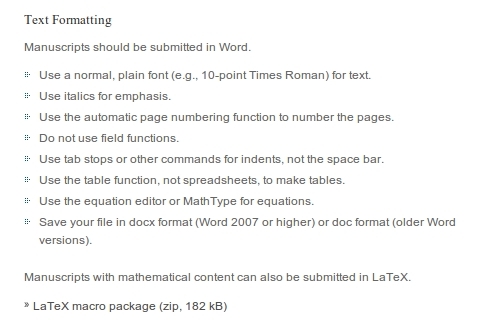 Text Formatting
Manuscripts should be submitted in Word.
Use a normal, plain font (e.g., 10-point Times Roman) for text.
Use italics for emphasis.
Use the automatic page numbering function to number the pages.
Do not use field functions.
Use tab stops or other commands for indents, not the space bar.
Use the table function, not spreadsheets, to make tables.
Use the equation editor or MathType for equations.
Save your file in docx format (Word 2007 or higher) or doc format (older Word
versions).
Manuscripts with mathematical content can also be submitted in LaTeX.
» LaTeX macro package (zip, 182 kB)